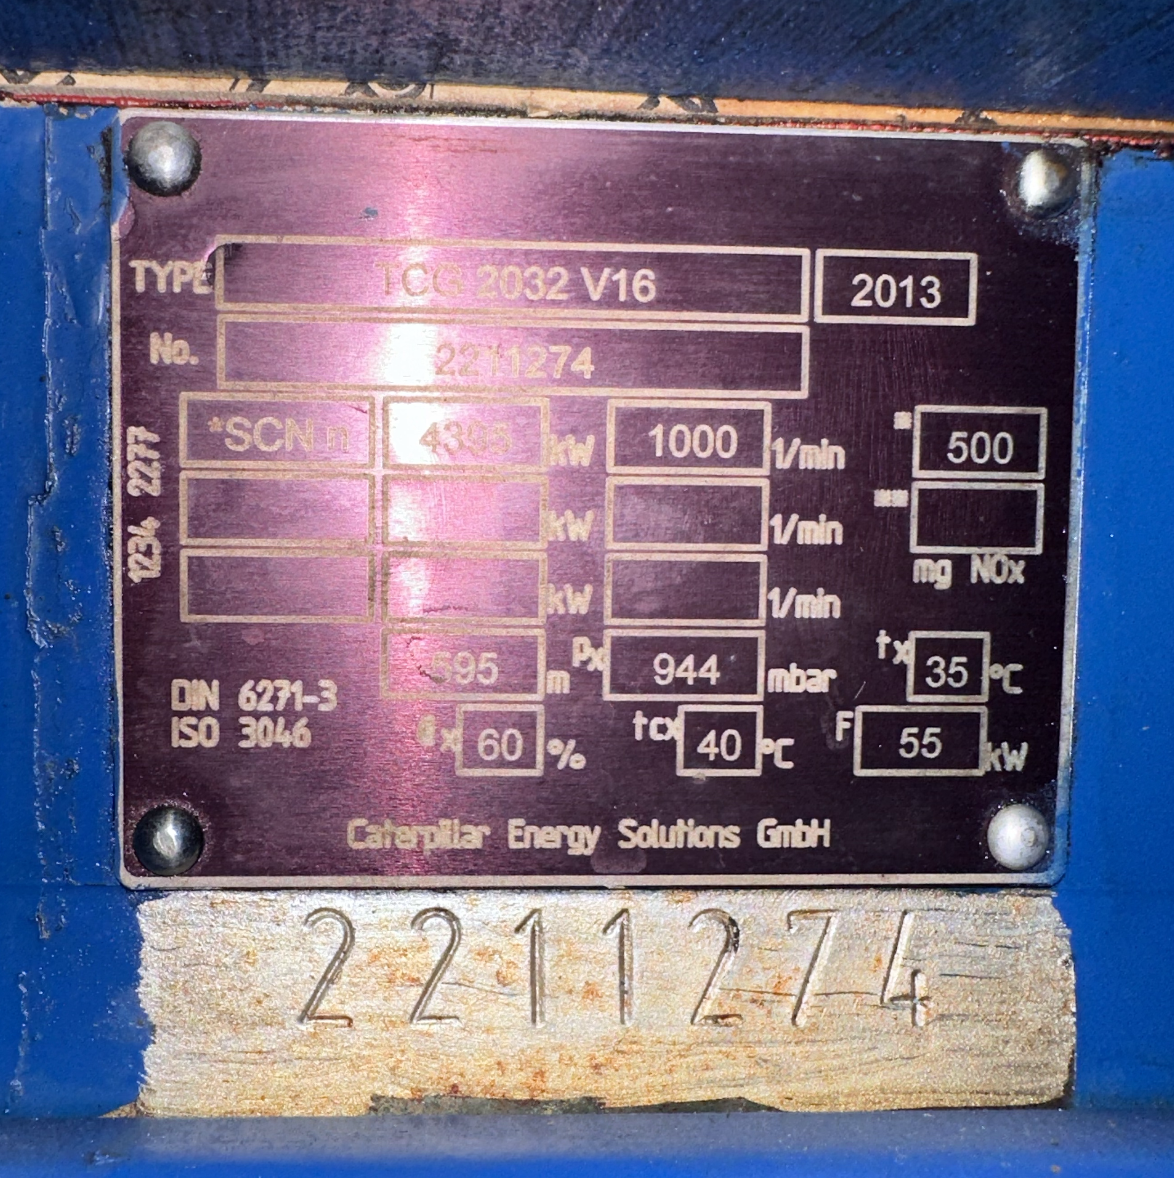 TYPE TCG 2032 V16 2013
No. 2211274
*SCN n kW 1000 1/min * 500
kW 1/min **
mg NOx
kW 1/min
595 m px 944 mbar tx 35 °C
DIN 6271-3
ISO 3046
60 % tcx 40 °C F 55 kW
1234 2277
Caterpillar Energy Solutions GmbH
2211274